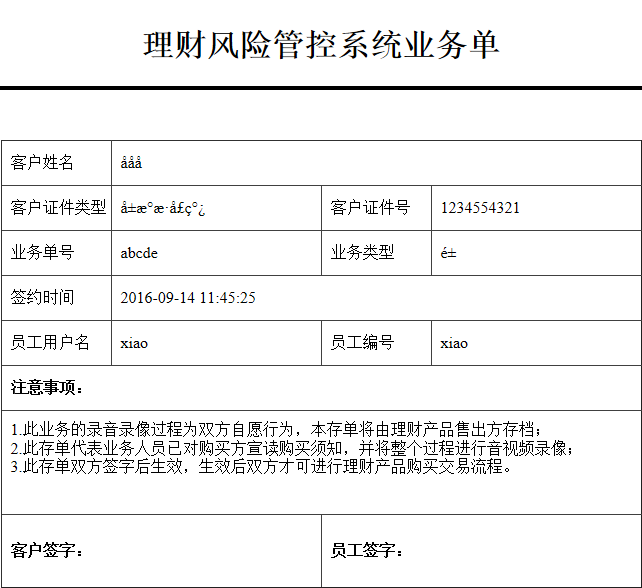 理财风险管控系统业务单
客户姓名 ååå
客户证件类型 å±æ°æ·å£ç°¿ 客户证件号 1234554321
业务单号 abcde 业务类型 é±
签约时间 2016-09-14 11:45:25
员工用户名 xiao 员工编号 xiao
注意事项：
1.此业务的录音录像过程为双方自愿行为，本存单将由理财产品售出方存档；
2.此存单代表业务人员已对购买方宣读购买须知，并将整个过程进行音视频录像；
3.此存单双方签字后生效，生效后双方才可进行理财产品购买交易流程。
客户签字： 员工签字：